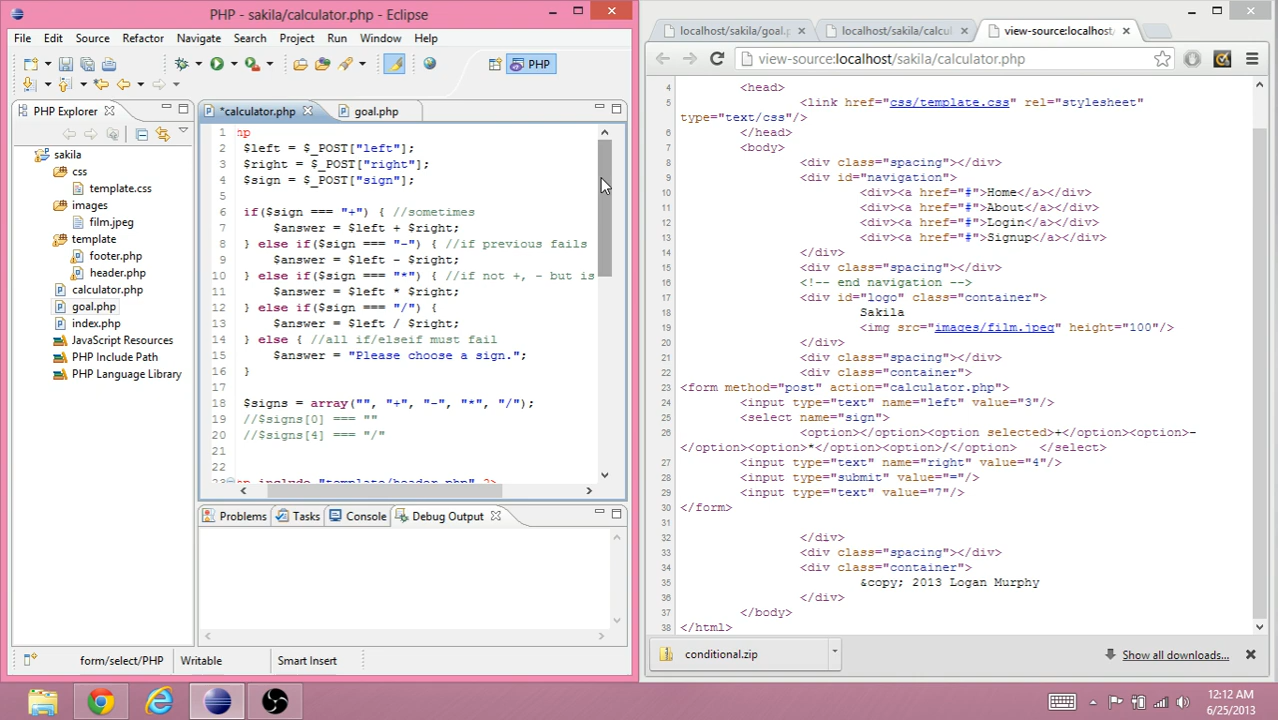 PHP - sakila/calculator.php - Eclipse
File Edit Source Refactor Navigate Search Project Run Window Help
PHP
PHP Explorer
sakila
css
template.css
images
film.jpeg
template
footer.php
header.php
calculator.php
goal.php
index.php
JavaScript Resources
PHP Include Path
PHP Language Library
*calculator.php goal.php
1 hp
2 $left = $_POST["left"];
3 $right = $_POST["right"];
4 $sign = $_POST["sign"];
5
6 if($sign === "+") { //sometimes
7 $answer = $left + $right;
8 } else if($sign === "-") { //if previous fails
9 $answer = $left - $right;
10 } else if($sign === "*") { //if not +, - but is
11 $answer = $left * $right;
12 } else if($sign === "/") {
13 $answer = $left / $right;
14 } else { //all if/elseif must fail
15 $answer = "Please choose a sign.";
16 }
17
18 $signs = array("", "+", "-", "*", "/");
19 //$signs[0] === ""
20 //$signs[4] === "/"
21
22
23 include "template/header.php" ?>
Problems Tasks Console Debug Output
form/select/PHP Writable Smart Insert
localhost/sakila/goal.p localhost/sakila/calcul view-source:localhost/
view-source:localhost/sakila/calculator.php
4 <head>
5 <link href="css/template.css" rel="stylesheet"
type="text/css"/>
6 </head>
7 <body>
8 <div class="spacing"></div>
9 <div id="navigation">
10 <div><a href="#">Home</a></div>
11 <div><a href="#">About</a></div>
12 <div><a href="#">Login</a></div>
13 <div><a href="#">Signup</a></div>
14 </div>
15 <div class="spacing"></div>
16 <!-- end navigation -->
17 <div id="logo" class="container">
18 Sakila
19 <img src="images/film.jpeg" height="100"/>
20 </div>
21 <div class="spacing"></div>
22 <div class="container">
23 <form method="post" action="calculator.php">
24 <input type="text" name="left" value="3"/>
25 <select name="sign">
26 <option></option><option selected>+</option><option>-
</option><option>*</option><option>/</option> </select>
27 <input type="text" name="right" value="4"/>
28 <input type="submit" value="="/>
29 <input type="text" value="7"/>
30 </form>
31
32 </div>
33 <div class="spacing"></div>
34 <div class="container">
35 &copy; 2013 Logan Murphy
36 </div>
37 </body>
38 </html>
conditional.zip
Show all downloads...
12:12 AM
6/25/2013